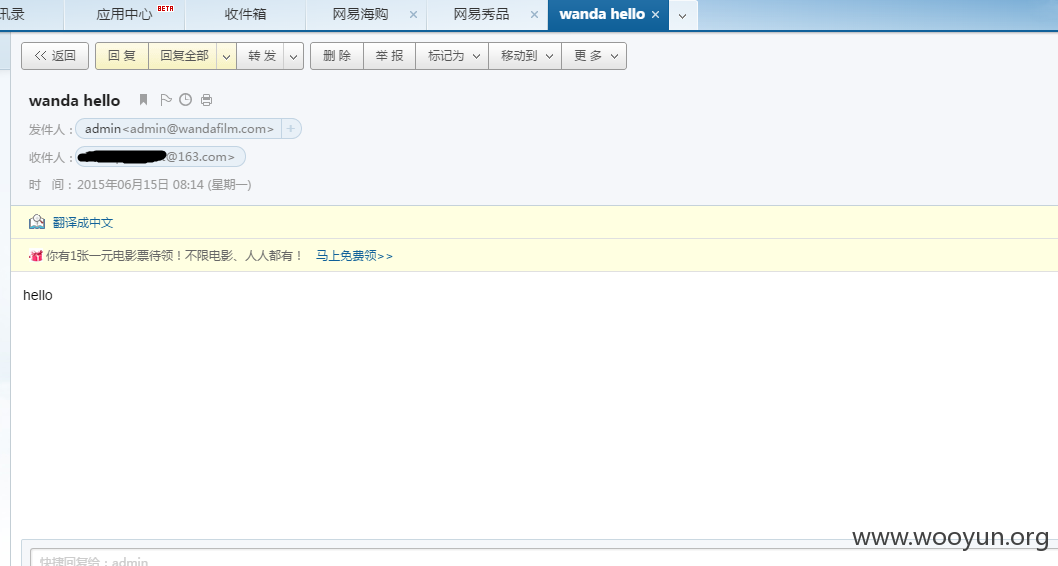 讯录 应用中心 BETA 收件箱 网易海购 × 网易秀品 × wanda hello ×
<< 返回 回 复 回复全部 转 发 删 除 举 报 标记为 移动到 更 多
wanda hello
发件人：admin<admin@wandafilm.com> +
收件人：@163.com>
时 间：2015年06月15日 08:14 (星期一)
翻译成中文
你有1张一元电影票待领！不限电影、人人都有！ 马上免费领>>
hello
www.wooyun.org
快捷回复给：admin